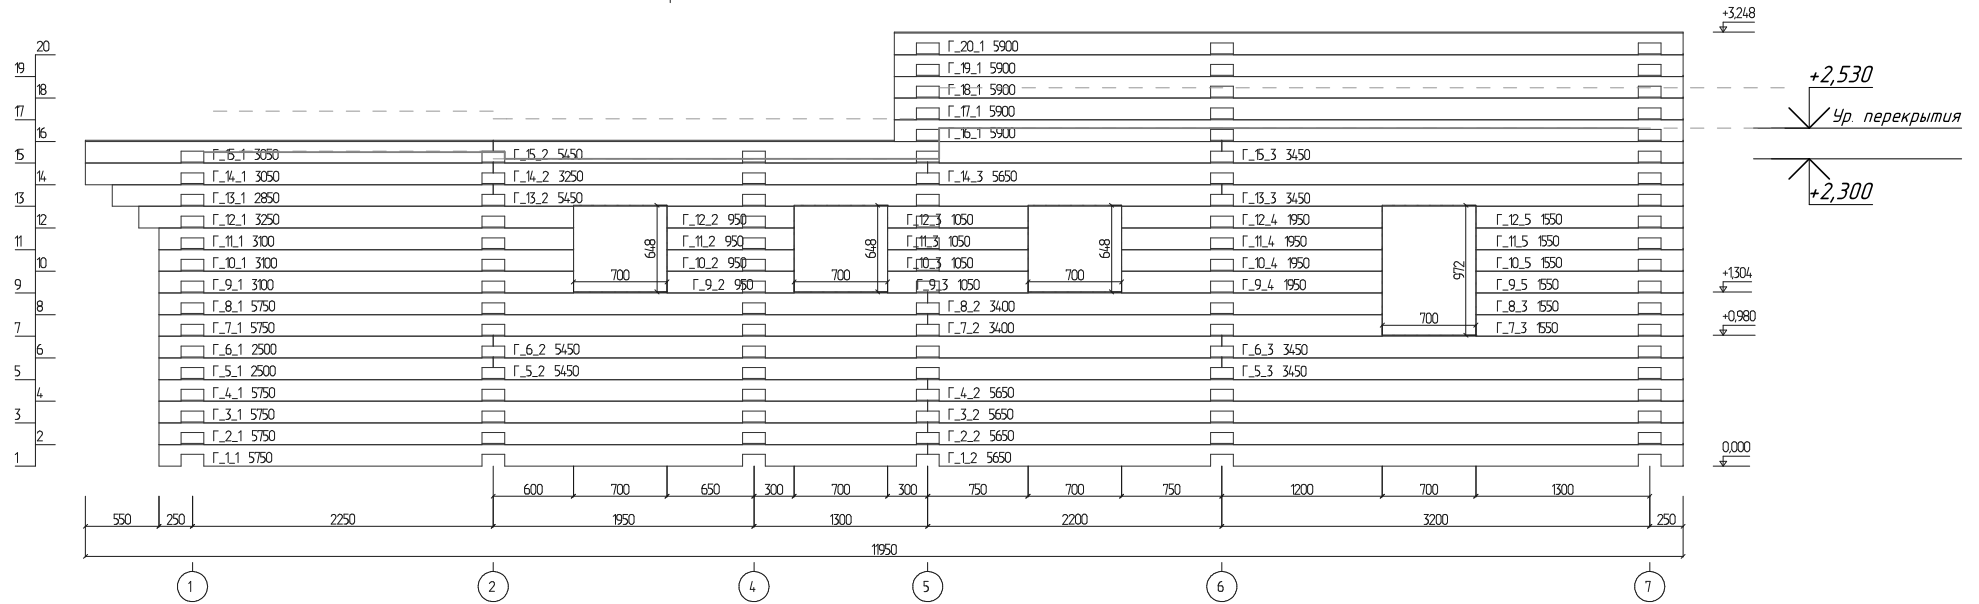 +3,248
20 Г_20_1 5900
19 Г_19_1 5900
+2,530
18 Г_18_1 5900
17 Г_17_1 5900
Ур. перекрытия
16 Г_16_1 5900
15 Г_15_1 3050 Г_15_2 5450 Г_15_3 3450
14 Г_14_1 3050 Г_14_2 3250 Г_14_3 5650
+2,300
13 Г_13_1 2850 Г_13_2 5450 Г_13_3 3450
12 Г_12_1 3250 Г_12_2 950 Г_12_3 1050 Г_12_4 1950 Г_12_5 1550
11 Г_11_1 3100 648 Г_11_2 950 648 Г_11_3 1050 648 Г_11_4 1950 Г_11_5 1550
10 Г_10_1 3100 Г_10_2 950 Г_10_3 1050 Г_10_4 1950 972 Г_10_5 1550
700 700 700
+1,304
9 Г_9_1 3100 Г_9_2 950 Г_9_3 1050 Г_9_4 1950 Г_9_5 1550
8 Г_8_1 5750 Г_8_2 3400 Г_8_3 1550
700
+0,980
7 Г_7_1 5750 Г_7_2 3400 Г_7_3 1550
6 Г_6_1 2500 Г_6_2 5450 Г_6_3 3450
5 Г_5_1 2500 Г_5_2 5450 Г_5_3 3450
4 Г_4_1 5750 Г_4_2 5650
3 Г_3_1 5750 Г_3_2 5650
2 Г_2_1 5750 Г_2_2 5650
0,000
1 Г_1_1 5750 Г_1_2 5650
600 700 650 300 700 300 750 700 750 1200 700 1300
550 250 2250 1950 1300 2200 3200 250
11950
1 2 4 5 6 7